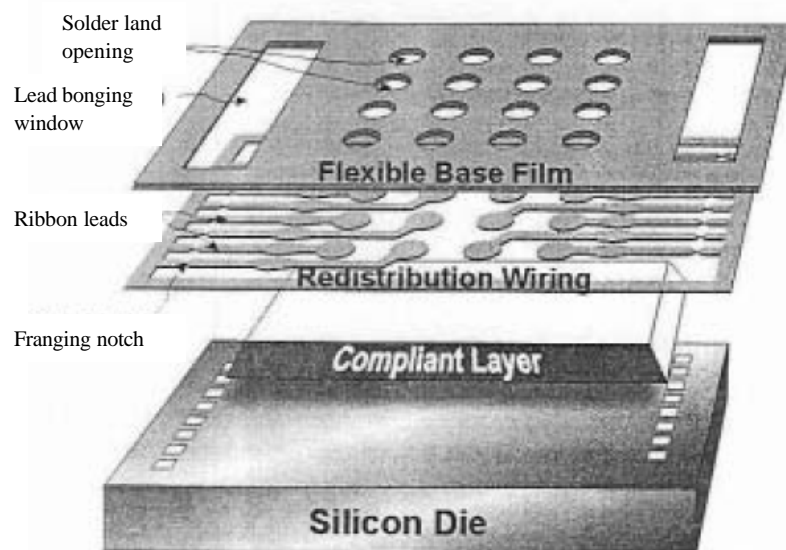 Solder land
opening
Lead bonging
window
Flexible Base Film
Ribbon leads
Redistribution Wiring
Franging notch
Compliant Layer
Silicon Die